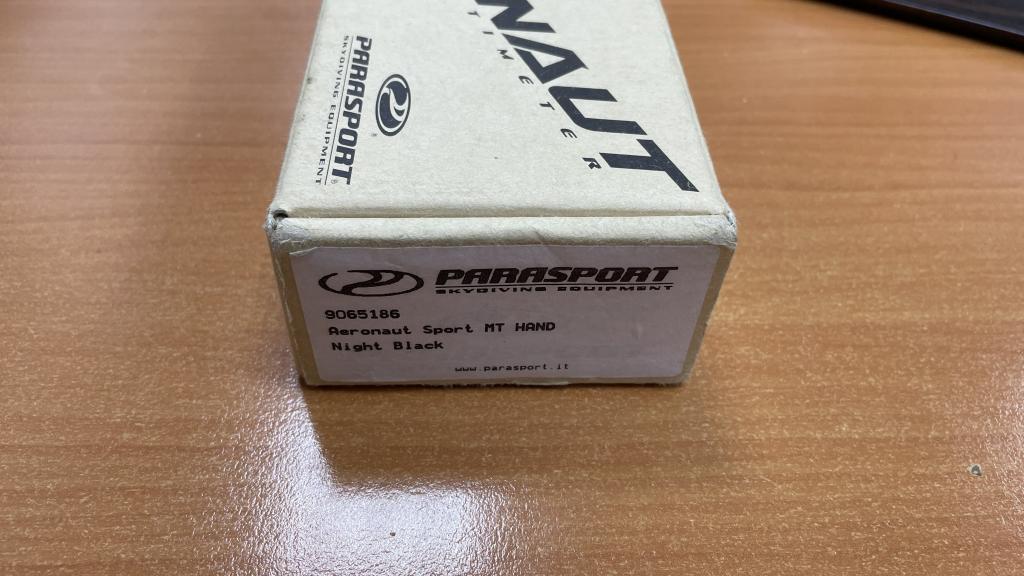 NAUT
TIMETER
PARASPORT®
SKYDIVING EQUIPMENT
PARASPORT
SKYDIVING EQUIPMENT
9065186
Aeronaut Sport MT HAND
Night Black
www.parasport.it